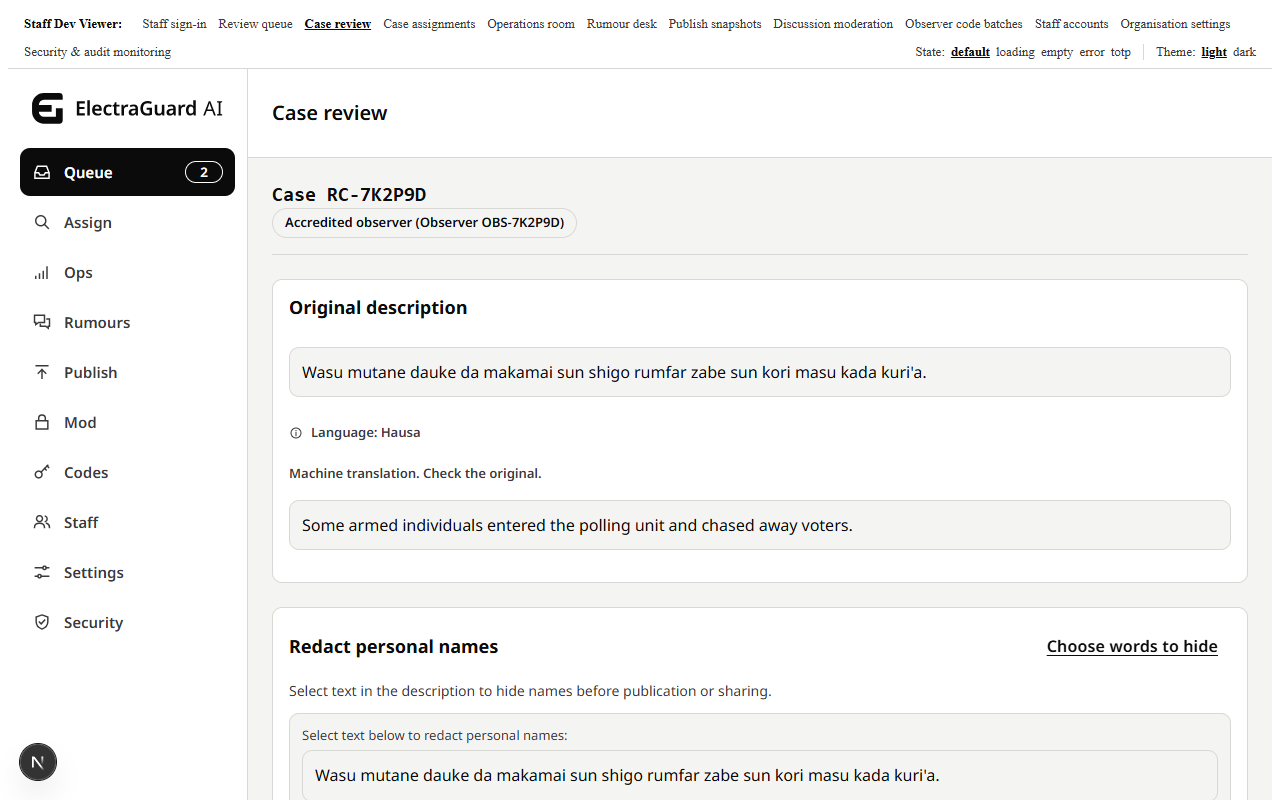 Staff Dev Viewer: Staff sign-in Review queue Case review Case assignments Operations room Rumour desk Publish snapshots Discussion moderation Observer code batches Staff accounts Organisation settings
Security & audit monitoring State: default loading empty error totp Theme: light dark
ElectraGuard AI
Case review
Queue 2
Assign
Ops
Rumours
Publish
Mod
Codes
Staff
Settings
Security
N
Case RC-7K2P9D
Accredited observer (Observer OBS-7K2P9D)
Original description
Wasu mutane dauke da makamai sun shigo rumfar zabe sun kori masu kada kuri'a.
Language: Hausa
Machine translation. Check the original.
Some armed individuals entered the polling unit and chased away voters.
Redact personal names Choose words to hide
Select text in the description to hide names before publication or sharing.
Select text below to redact personal names:
Wasu mutane dauke da makamai sun shigo rumfar zabe sun kori masu kada kuri'a.